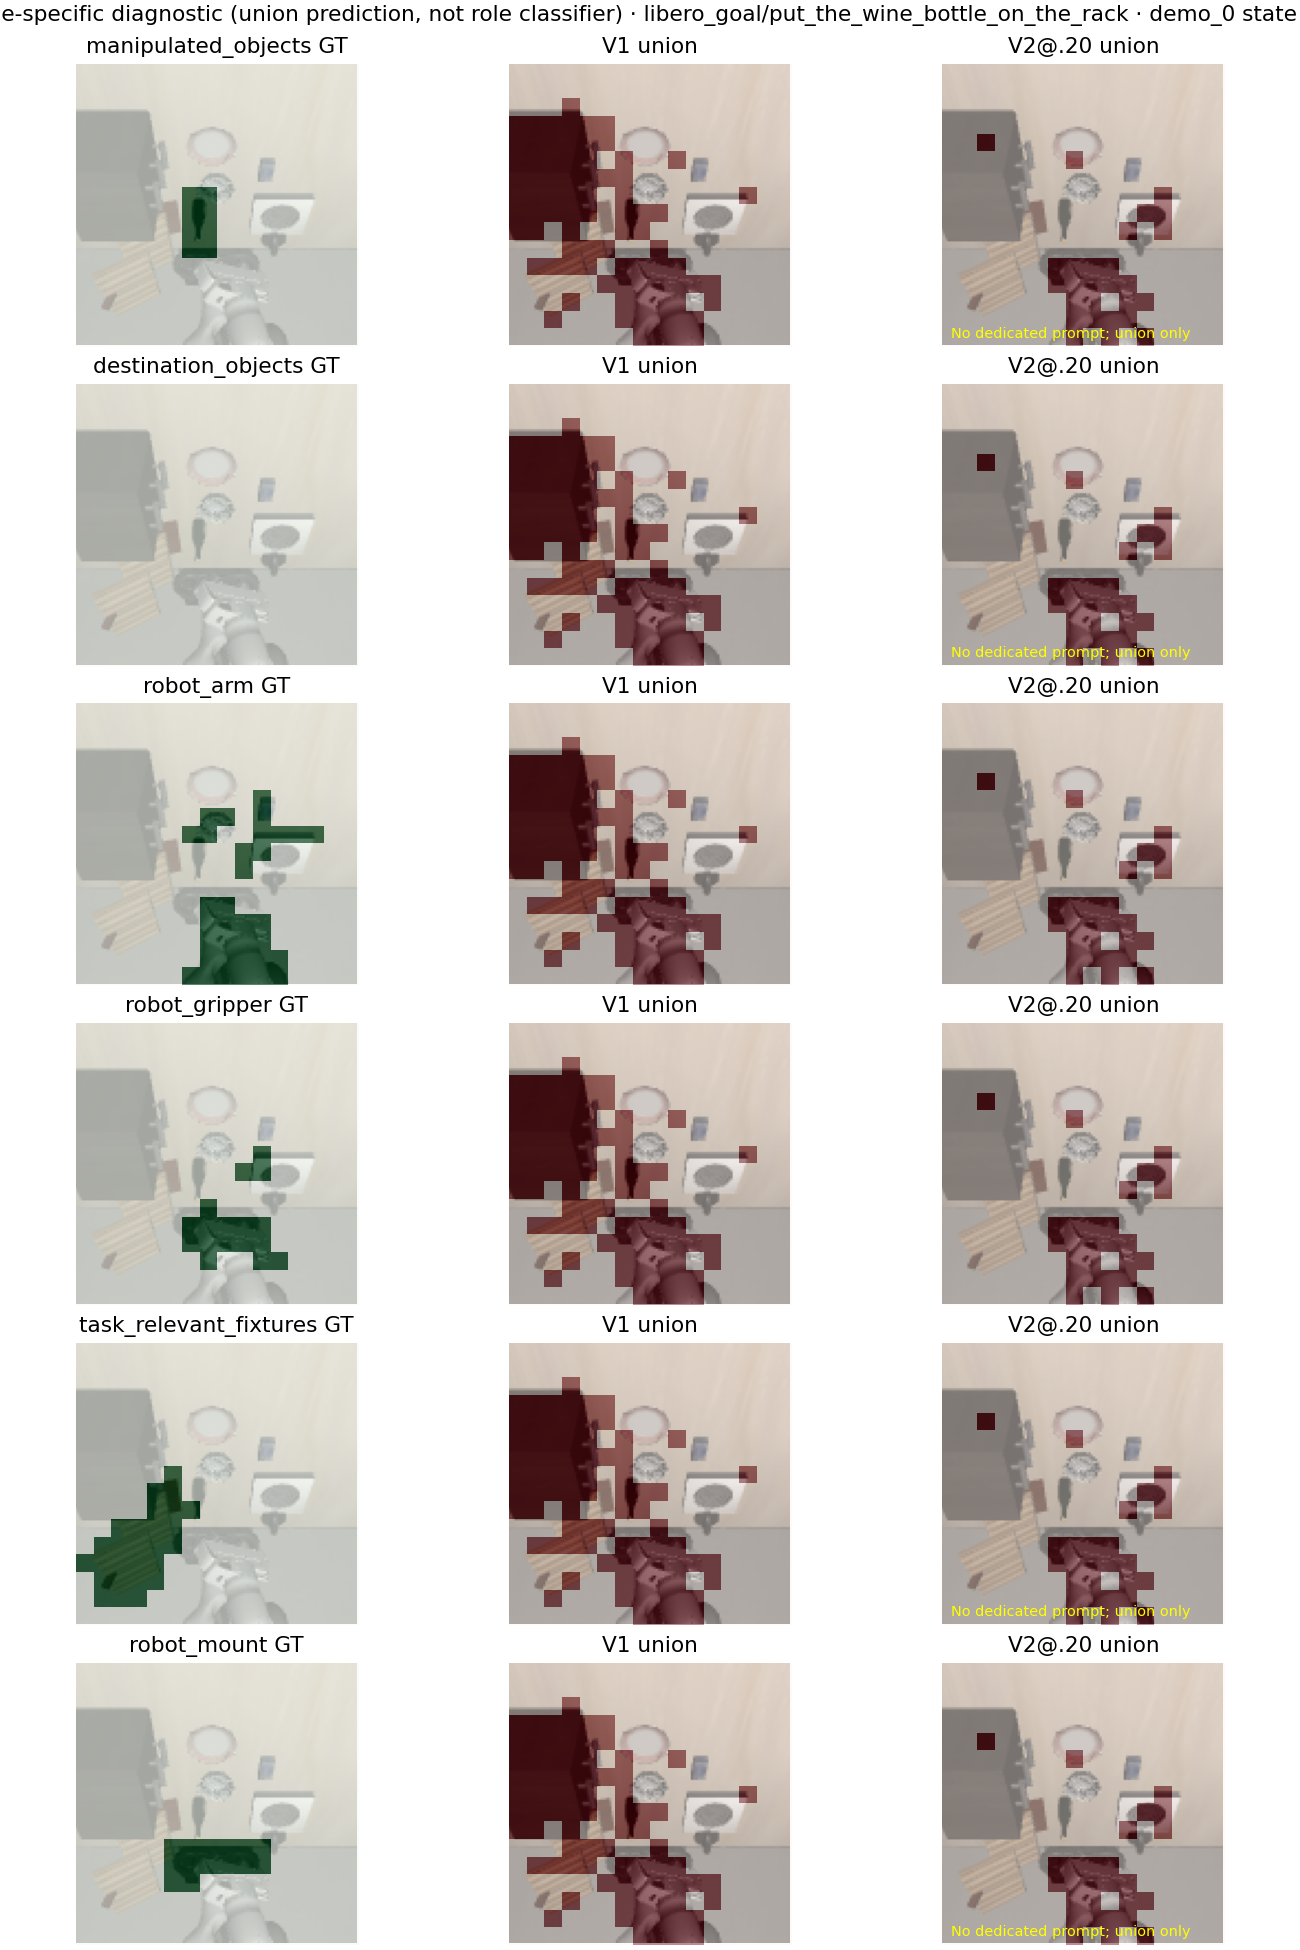 e-specific diagnostic (union prediction, not role classifier) · libero_goal/put_the_wine_bottle_on_the_rack · demo_0 state
manipulated_objects GT V1 union V2@.20 union
No dedicated prompt; union only
destination_objects GT V1 union V2@.20 union
No dedicated prompt; union only
robot_arm GT V1 union V2@.20 union
robot_gripper GT V1 union V2@.20 union
task_relevant_fixtures GT V1 union V2@.20 union
No dedicated prompt; union only
robot_mount GT V1 union V2@.20 union
No dedicated prompt; union only